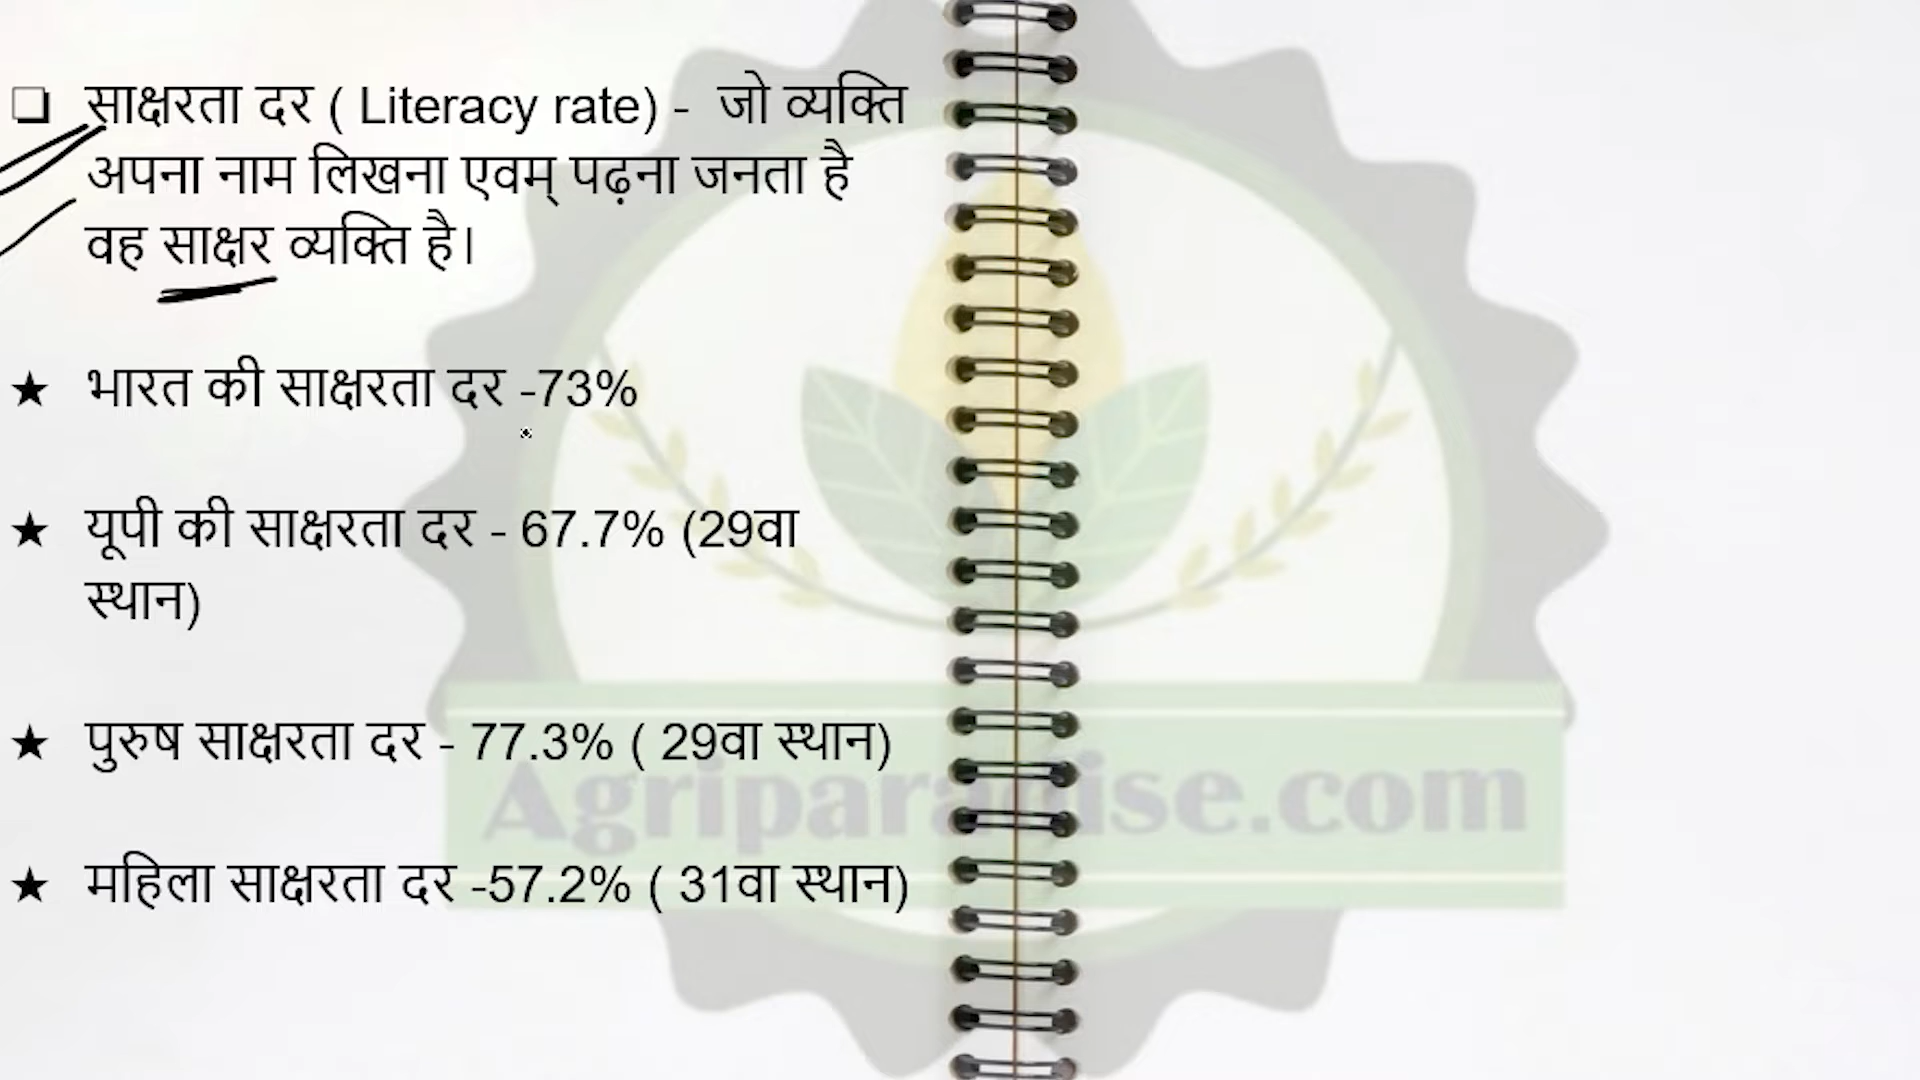 ❑ साक्षरता दर ( Literacy rate) - जो व्यक्ति
अपना नाम लिखना एवम् पढ़ना जनता है
वह साक्षर व्यक्ति है।
★ भारत की साक्षरता दर -73%
★ यूपी की साक्षरता दर - 67.7% (29वा
स्थान)
★ पुरुष साक्षरता दर - 77.3% ( 29वा स्थान)
★ महिला साक्षरता दर -57.2% ( 31वा स्थान)
Agriparadise.com